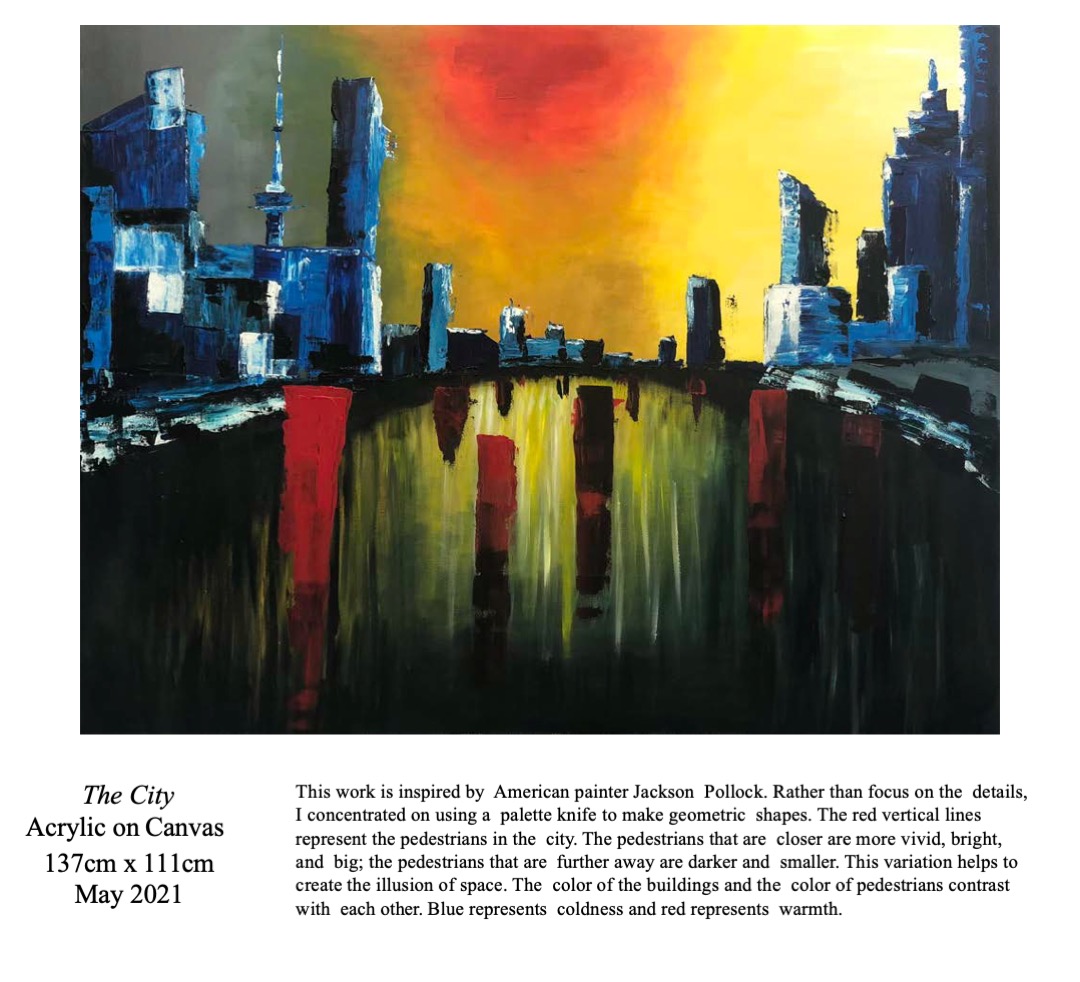 The City
Acrylic on Canvas
137cm x 111cm
May 2021
This work is inspired by American painter Jackson Pollock. Rather than focus on the details,
I concentrated on using a palette knife to make geometric shapes. The red vertical lines
represent the pedestrians in the city. The pedestrians that are closer are more vivid, bright,
and big; the pedestrians that are further away are darker and smaller. This variation helps to
create the illusion of space. The color of the buildings and the color of pedestrians contrast
with each other. Blue represents coldness and red represents warmth.